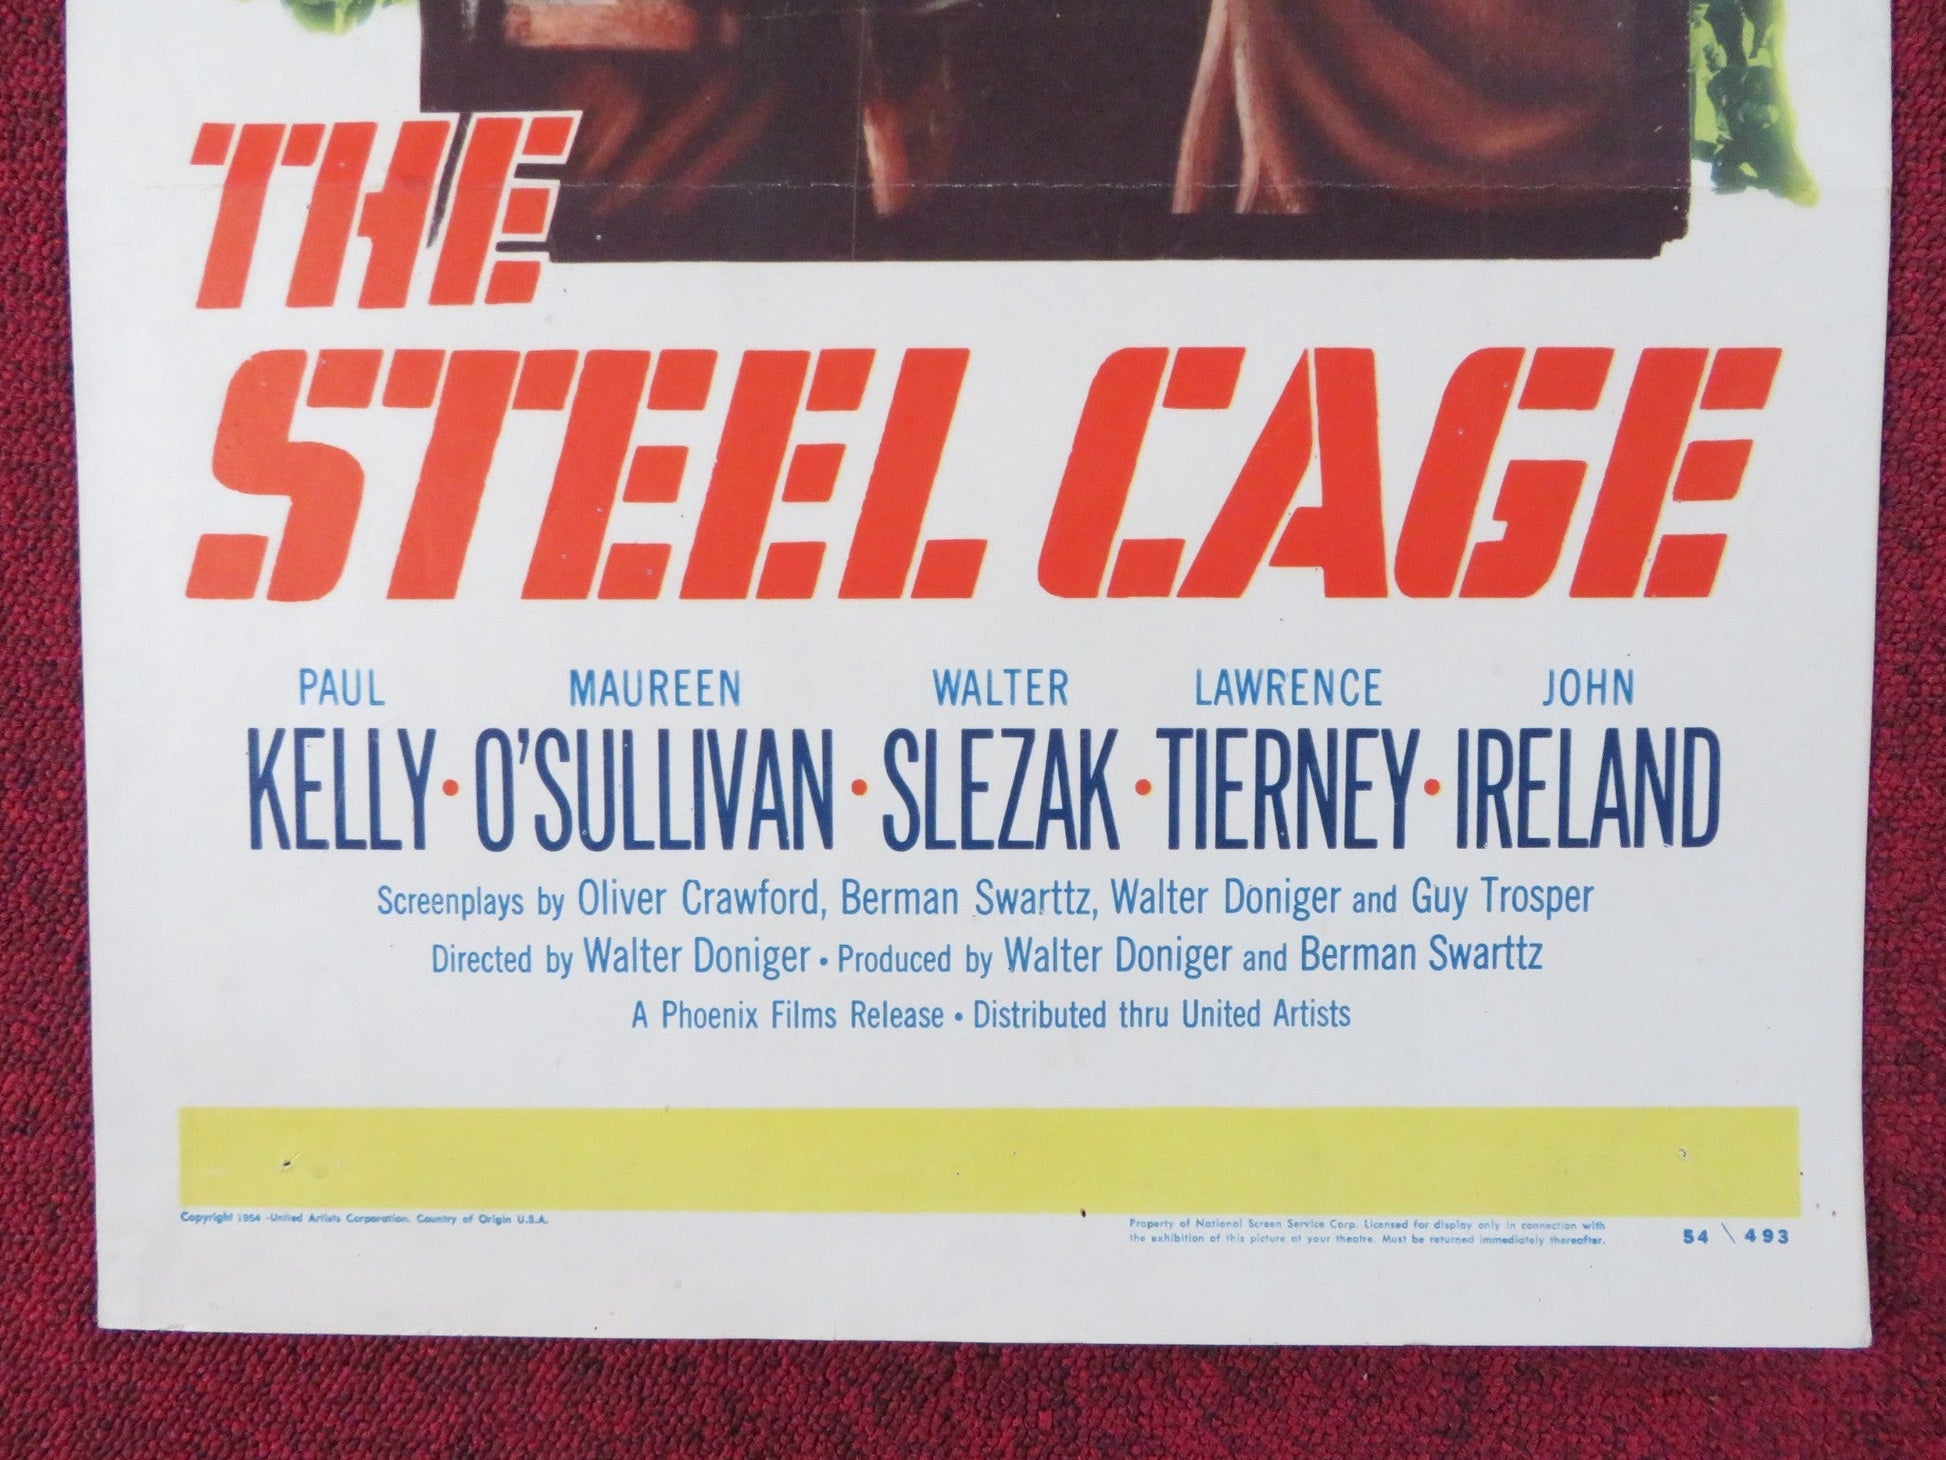 THE
STEEL CAGE
PAUL MAUREEN WALTER LAWRENCE JOHN
KELLY • O'SULLIVAN • SLEZAK • TIERNEY • IRELAND
Screenplays by Oliver Crawford, Berman Swarttz, Walter Doniger and Guy Trosper
Directed by Walter Doniger • Produced by Walter Doniger and Berman Swarttz
A Phoenix Films Release • Distributed thru United Artists
Copyright 1954 - United Artists Corporation. Country of Origin U.S.A.
Property of National Screen Service Corp. Licensed for display only in connection with
the exhibition of this picture at your theatre. Must be returned immediately thereafter.
54 \ 493